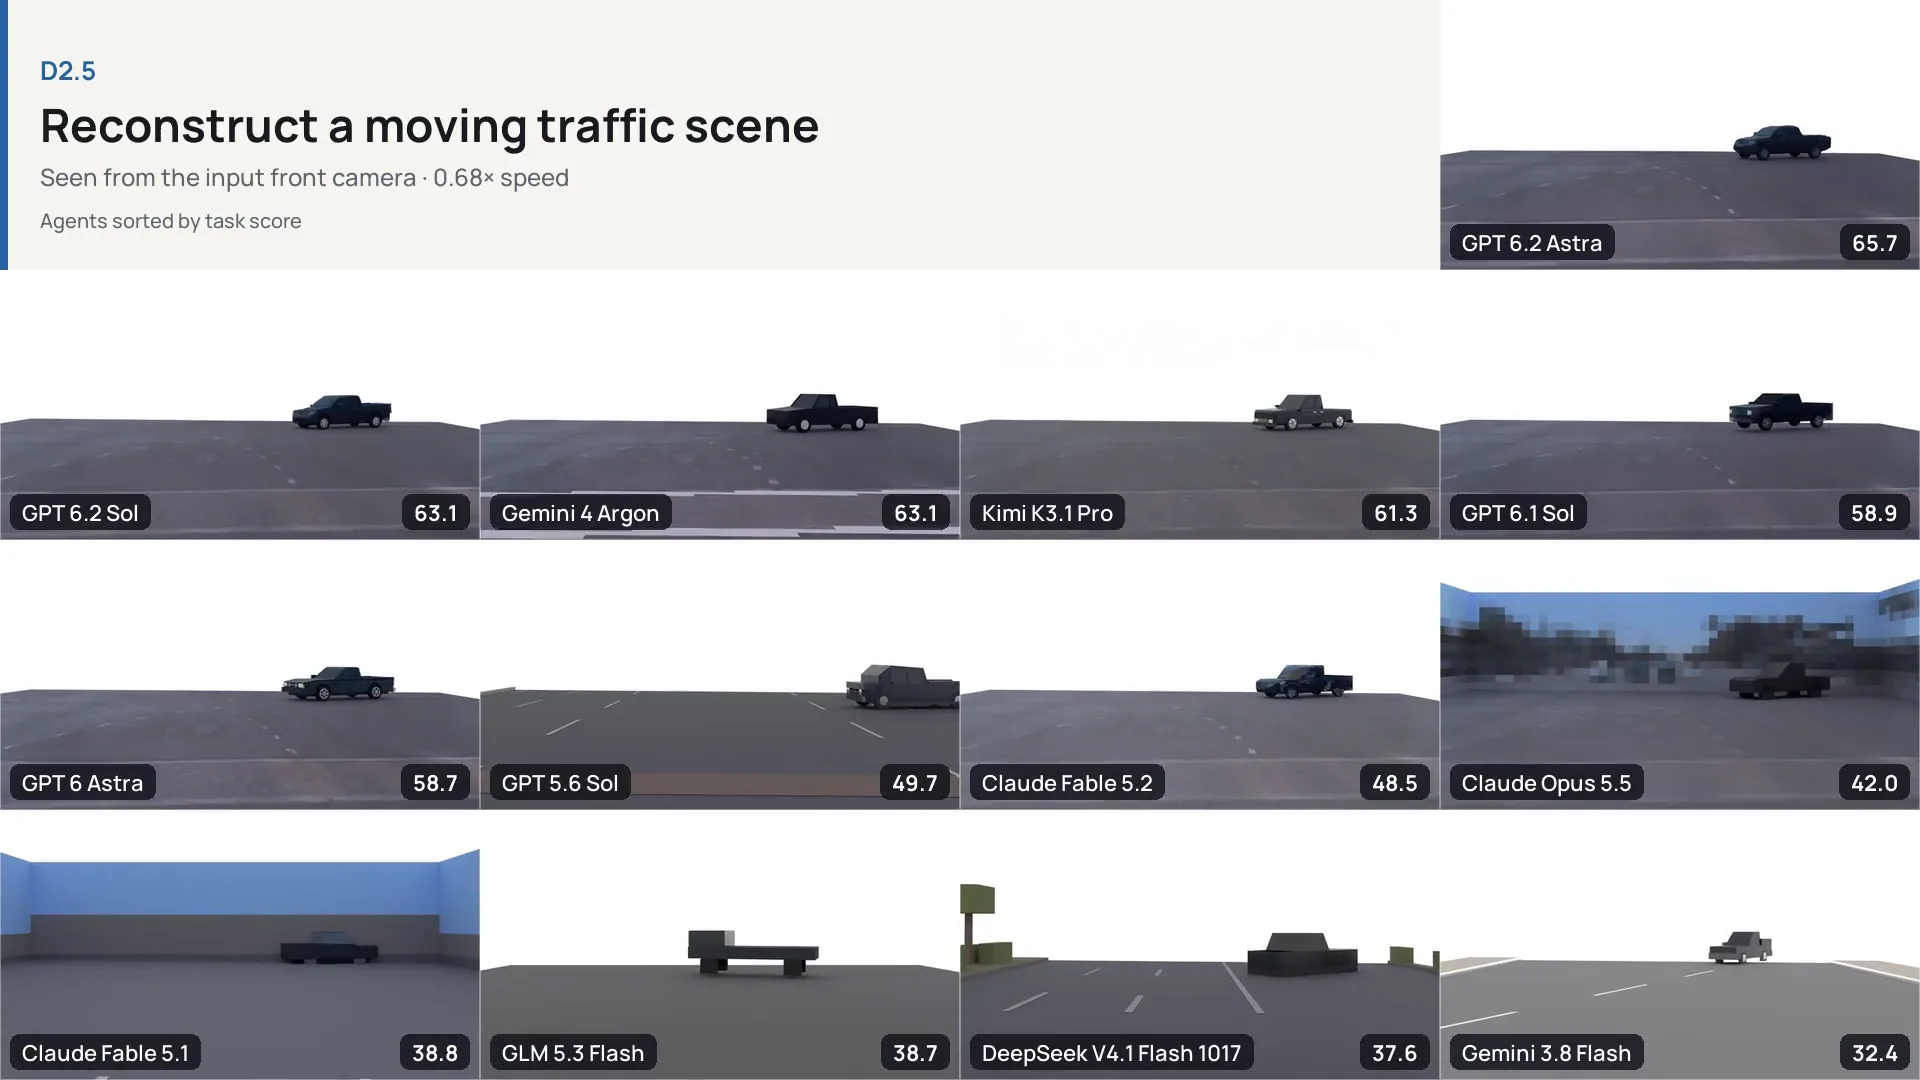 D2.5
Reconstruct a moving traffic scene
Seen from the input front camera · 0.68× speed
Agents sorted by task score
GPT 6.2 Astra
65.7
GPT 6.2 Sol
63.1
Gemini 4 Argon
63.1
Kimi K3.1 Pro
61.3
GPT 6.1 Sol
58.9
GPT 6 Astra
58.7
GPT 5.6 Sol
49.7
Claude Fable 5.2
48.5
Claude Opus 5.5
42.0
Claude Fable 5.1
38.8
GLM 5.3 Flash
38.7
DeepSeek V4.1 Flash 1017
37.6
Gemini 3.8 Flash
32.4